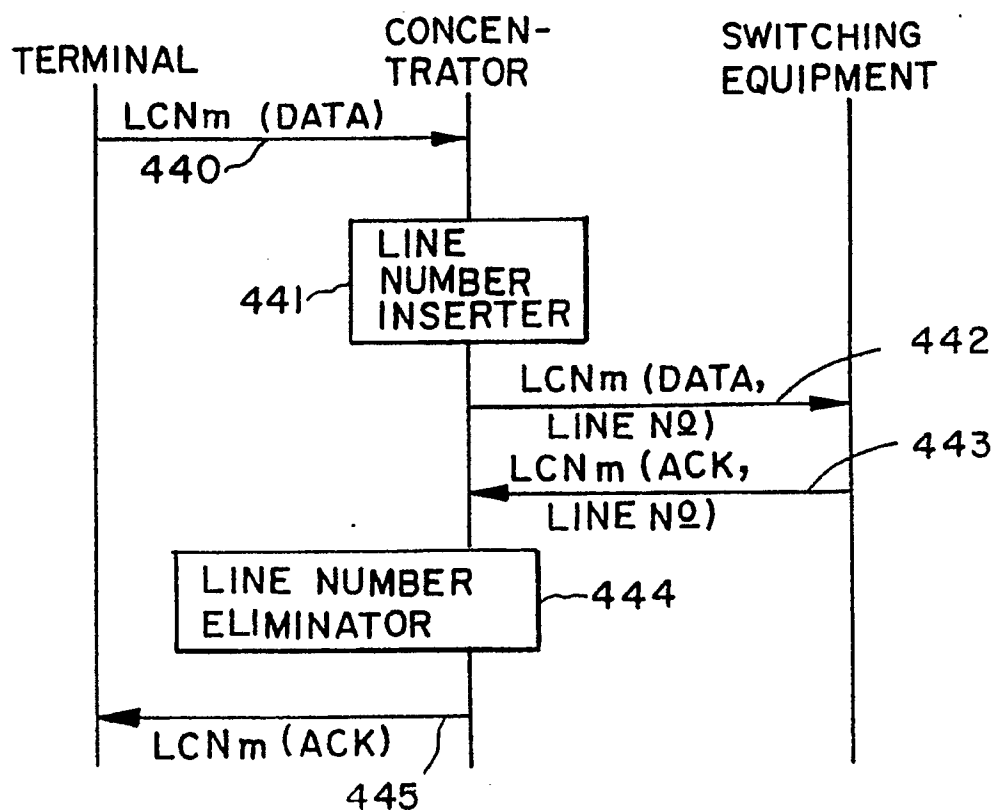 TERMINAL
CONCEN-
TRATOR
SWITCHING
EQUIPMENT
LCNm (DATA)
440
LINE
NUMBER
INSERTER
441
442
LCNm (DATA,
LINE Nº)
443
LCNm (ACK,
LINE Nº)
LINE NUMBER
ELIMINATOR
444
LCNm (ACK)
445